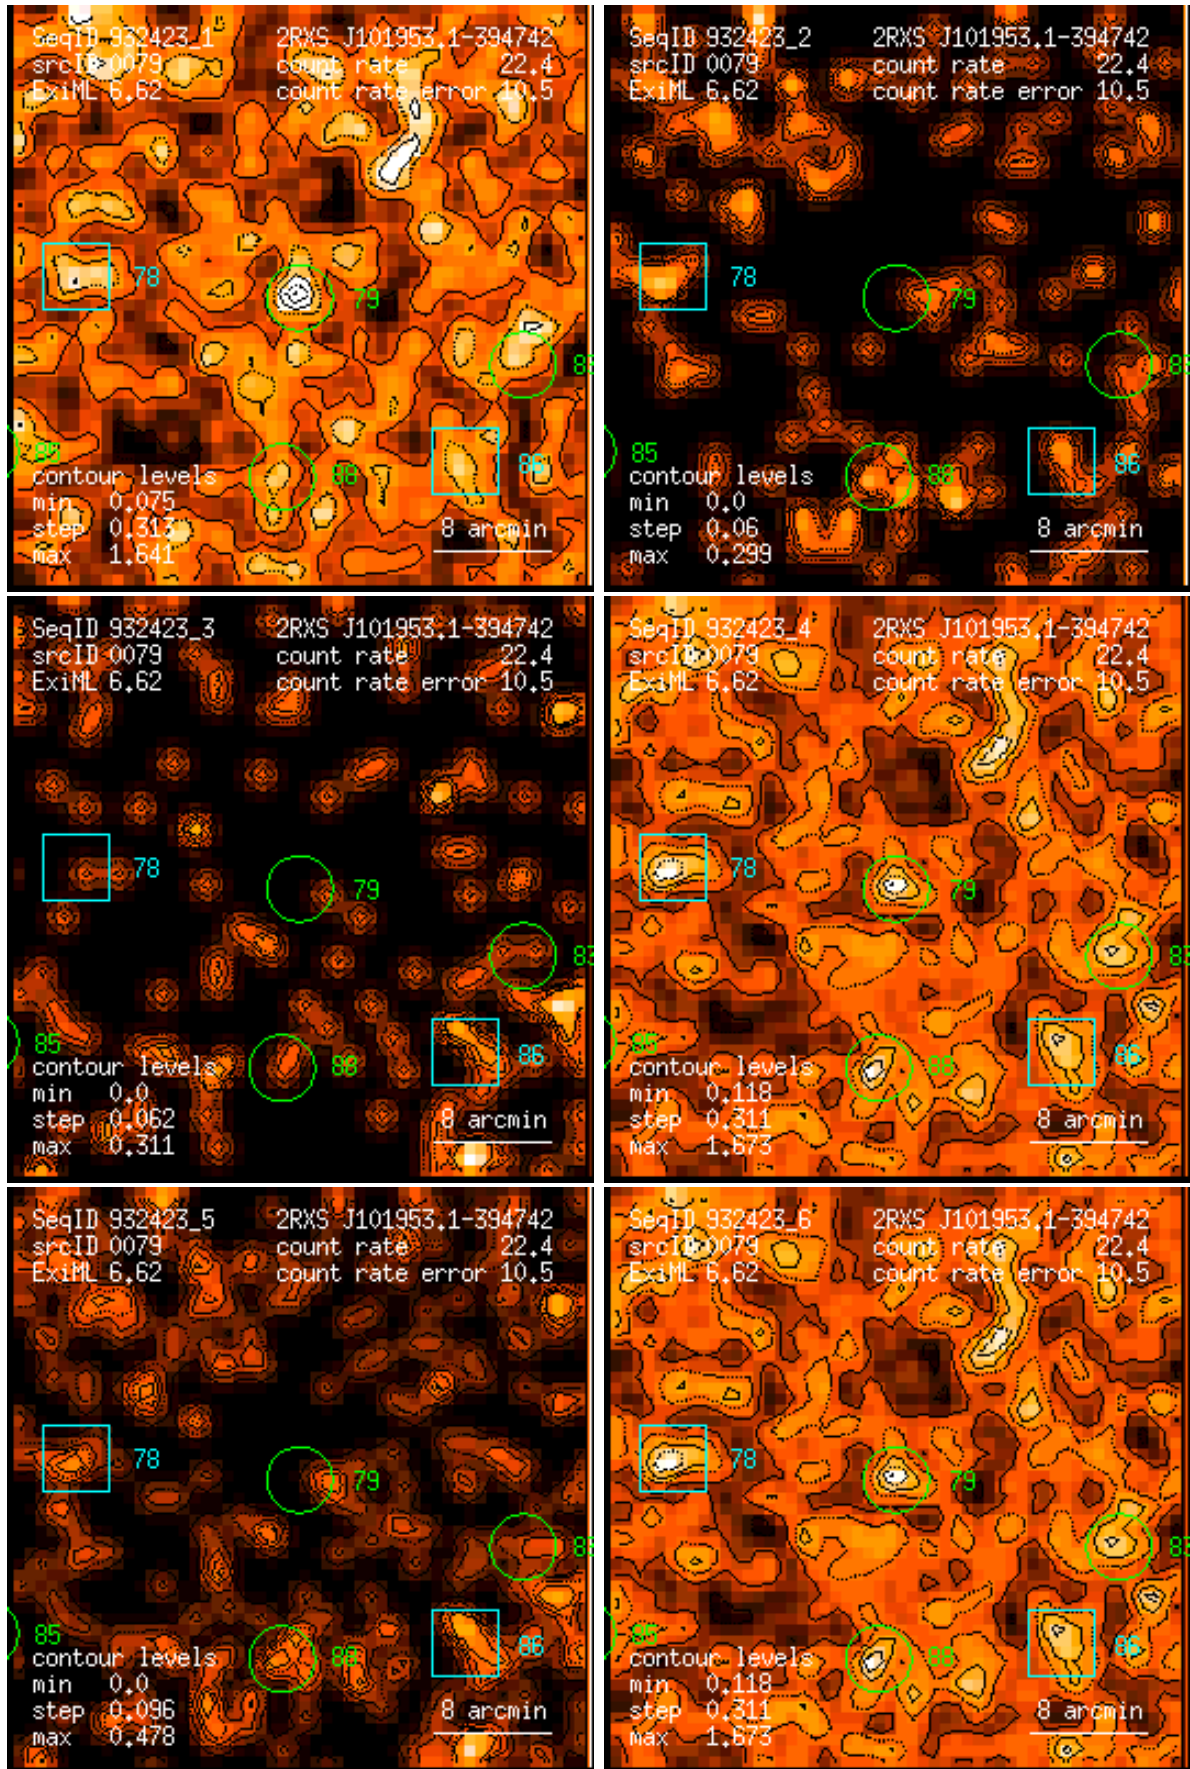 SeqID 932423_1 2RXS J101953.1-394742
srcID 0079 count rate 22.4
ExiML 6.62 count rate error 10.5
78
79
85
86
88
contour levels
min 0.075
step 0.313
max 1.641
8 arcmin
SeqID 932423_2 2RXS J101953.1-394742
srcID 0079 count rate 22.4
ExiML 6.62 count rate error 10.5
78
79
85
86
88
contour levels
min 0.0
step 0.06
max 0.299
8 arcmin
SeqID 932423_3 2RXS J101953.1-394742
srcID 0079 count rate 22.4
ExiML 6.62 count rate error 10.5
78
79
83
85
86
88
contour levels
min 0.0
step 0.062
max 0.311
8 arcmin
SeqID 932423_4 2RXS J101953.1-394742
srcID 0079 count rate 22.4
ExiML 6.62 count rate error 10.5
78
79
83
85
86
88
contour levels
min 0.118
step 0.311
max 1.673
8 arcmin
SeqID 932423_5 2RXS J101953.1-394742
srcID 0079 count rate 22.4
ExiML 6.62 count rate error 10.5
78
79
85
86
88
contour levels
min 0.0
step 0.096
max 0.478
8 arcmin
SeqID 932423_6 2RXS J101953.1-394742
srcID 0079 count rate 22.4
ExiML 6.62 count rate error 10.5
78
79
83
85
86
88
contour levels
min 0.118
step 0.311
max 1.673
8 arcmin